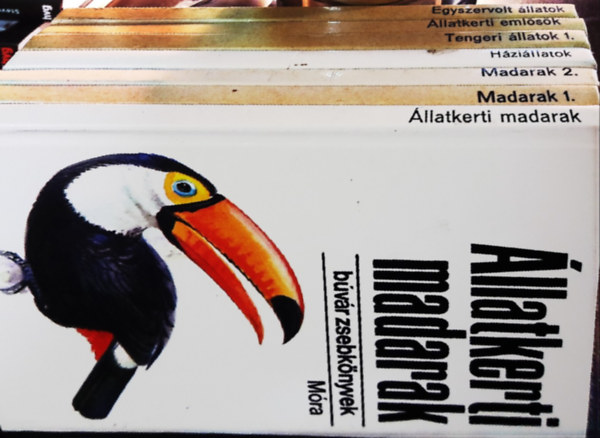 Egyszervolt állatok
Állatkerti emlősök
Tengeri állatok 1.
Háziállatok
Madarak 2.
Madarak 1.
Állatkerti madarak
Állatkerti
madarak
búvár zsebkönyvek
Móra